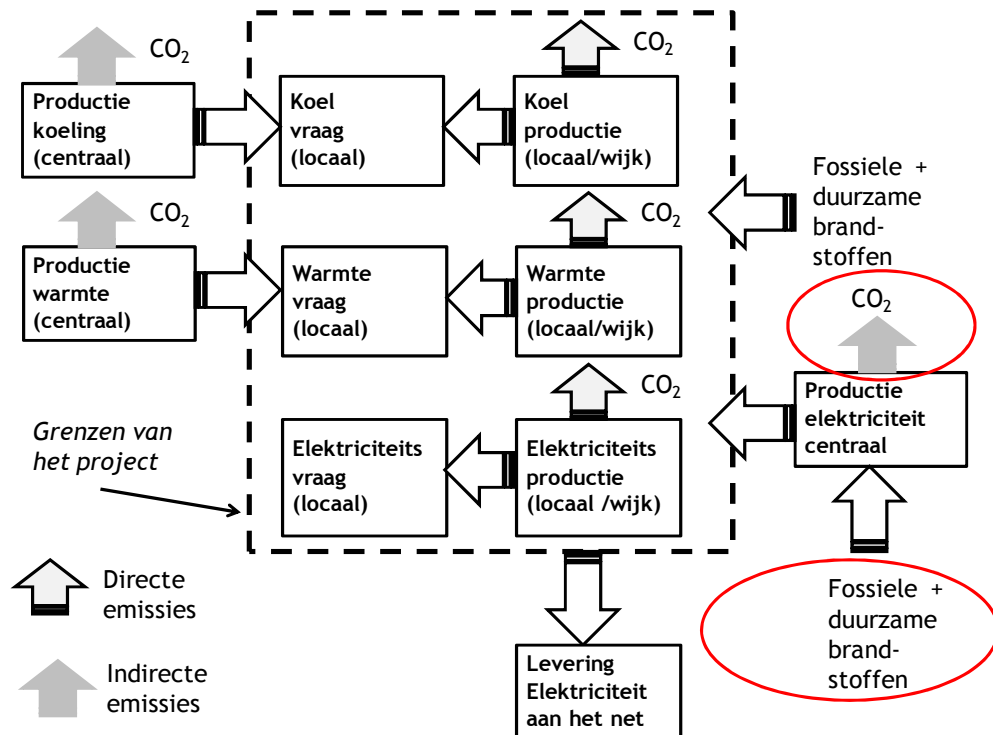 CO₂
Productie
koeling
(centraal)
Koel
vraag
(locaal)
CO₂
Koel
productie
(locaal/wijk)
Fossiele +
duurzame
brand-
stoffen
CO₂
Productie
warmte
(centraal)
Warmte
vraag
(locaal)
CO₂
Warmte
productie
(locaal/wijk)
CO₂
Productie
elektriciteit
centraal
Grenzen van
het project
Elektriciteits
vraag
(locaal)
CO₂
Elektriciteits
productie
(locaal /wijk)
Directe
emissies
Fossiele +
duurzame
brand-
stoffen
Indirecte
emissies
Levering
Elektriciteit
aan het net